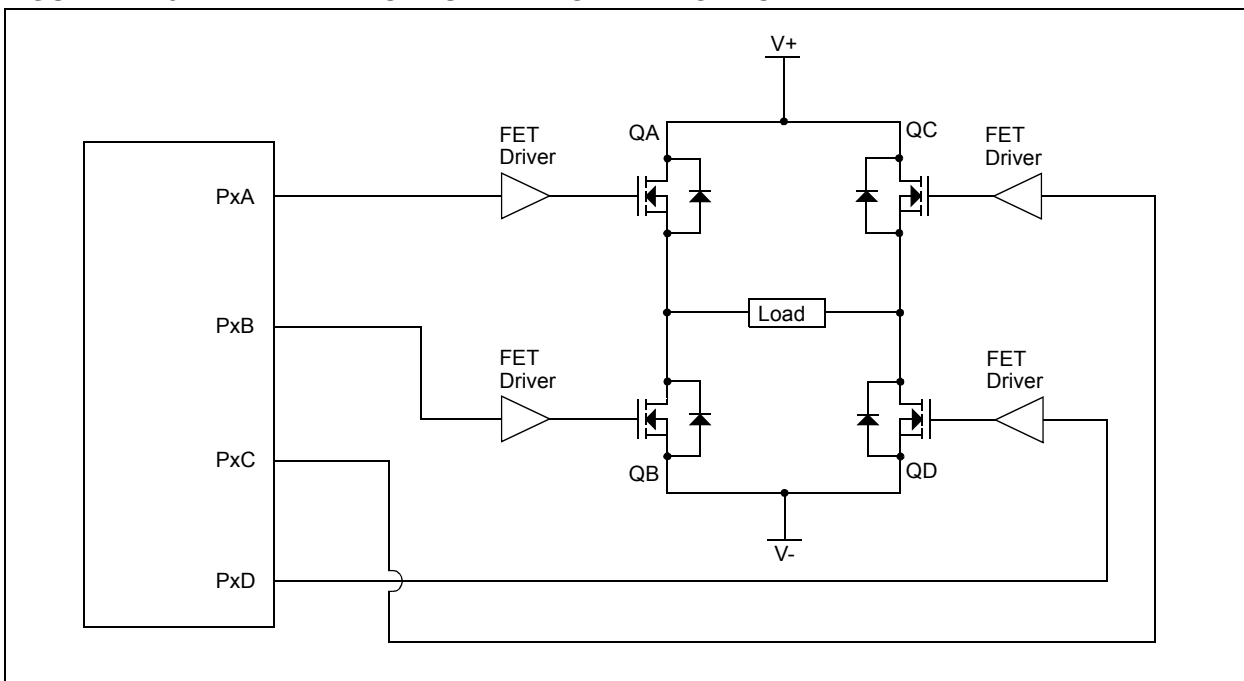 V+
QA
QC
FET
Driver
FET
Driver
PxA
PxB
Load
FET
Driver
FET
Driver
PxC
QB
QD
V-
PxD